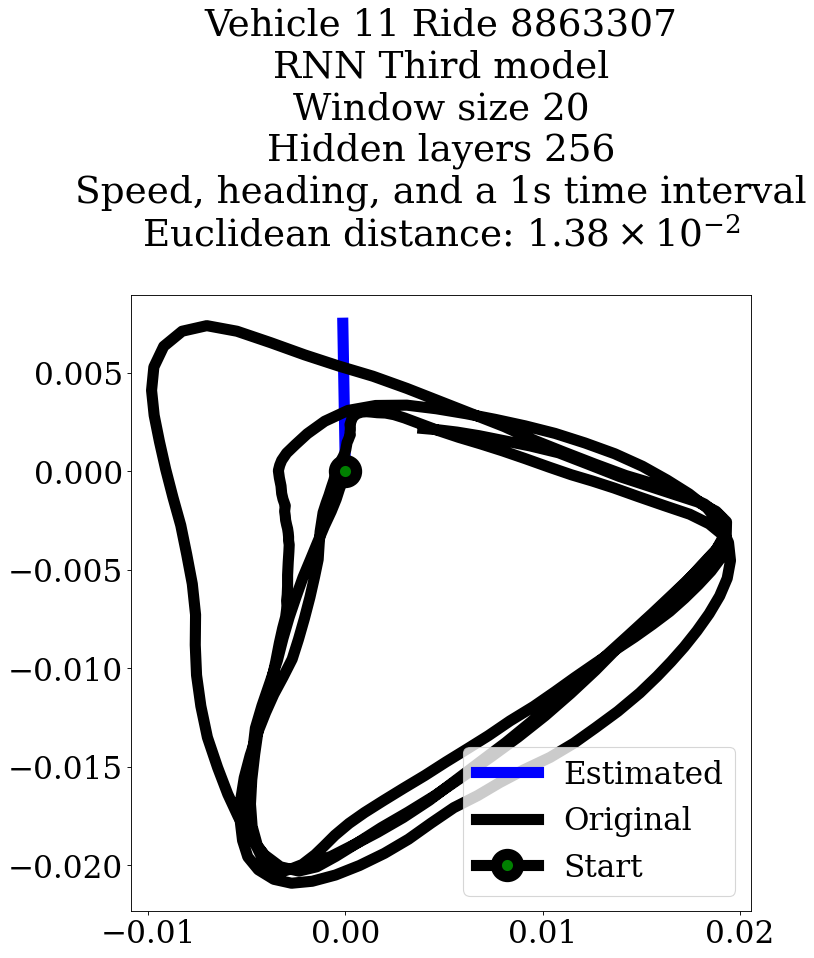 Vehicle 11 Ride 8863307
RNN Third model
Window size 20
Hidden layers 256
Speed, heading, and a 1s time interval
Euclidean distance: 1.38 × 10⁻²
0.005
0.000
−0.005
−0.010
−0.015
−0.020
Estimated
Original
Start
−0.01
0.00
0.01
0.02